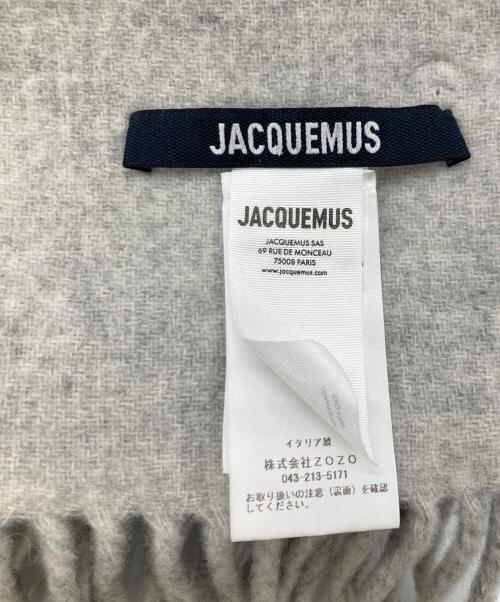 JACQUEMUS
JACQUEMUS
JACQUEMUS SAS
69 RUE DE MONCEAU
75008 PARIS
www.jacquemus.com
イタリア製
株式会社ZOZO
043-213-5171
お取り扱いの注意（裏面）を確認
してください。